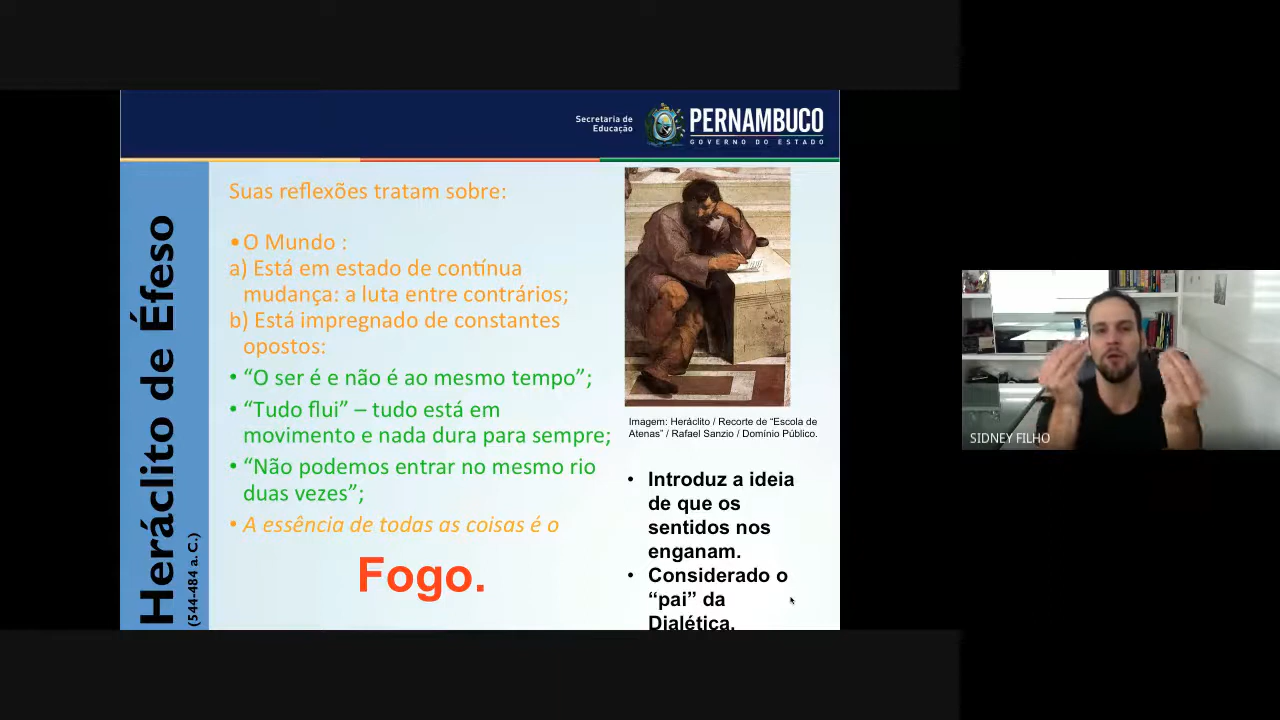 Secretaria de
Educação
PERNAMBUCO
GOVERNO DO ESTADO
Heráclito de Éfeso
(544-484 a. C.)
Suas reflexões tratam sobre:
•O Mundo :
a) Está em estado de contínua
mudança: a luta entre contrários;
b) Está impregnado de constantes
opostos:
• “O ser é e não é ao mesmo tempo”;
• “Tudo flui” – tudo está em
movimento e nada dura para sempre;
• “Não podemos entrar no mesmo rio
duas vezes”;
• A essência de todas as coisas é o
Fogo.
Imagem: Heráclito / Recorte de “Escola de
Atenas” / Rafael Sanzio / Domínio Público.
• Introduz a ideia
de que os
sentidos nos
enganam.
• Considerado o
“pai” da
Dialética.
SIDNEY FILHO